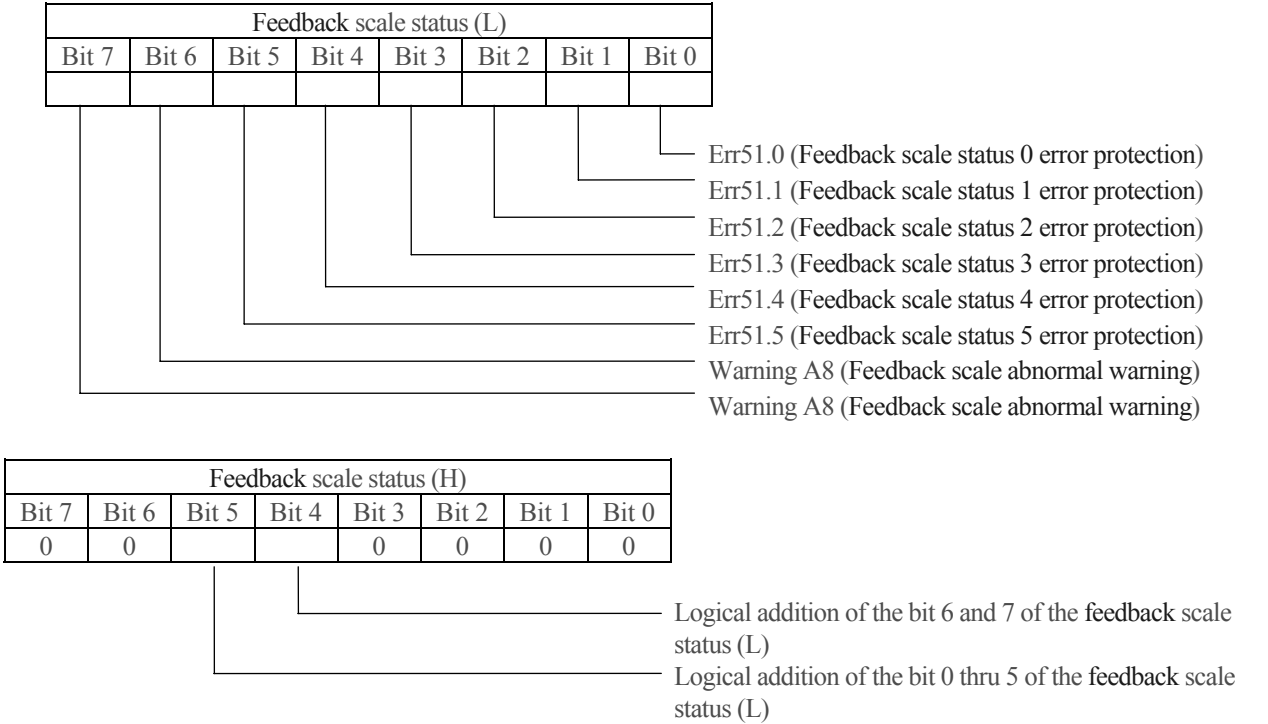 Feedback scale status (L)
Bit 7 Bit 6 Bit 5 Bit 4 Bit 3 Bit 2 Bit 1 Bit 0
Err51.0 (Feedback scale status 0 error protection)
Err51.1 (Feedback scale status 1 error protection)
Err51.2 (Feedback scale status 2 error protection)
Err51.3 (Feedback scale status 3 error protection)
Err51.4 (Feedback scale status 4 error protection)
Err51.5 (Feedback scale status 5 error protection)
Warning A8 (Feedback scale abnormal warning)
Warning A8 (Feedback scale abnormal warning)
Feedback scale status (H)
Bit 7 Bit 6 Bit 5 Bit 4 Bit 3 Bit 2 Bit 1 Bit 0
0 0 0 0 0 0
Logical addition of the bit 6 and 7 of the feedback scale
status (L)
Logical addition of the bit 0 thru 5 of the feedback scale
status (L)